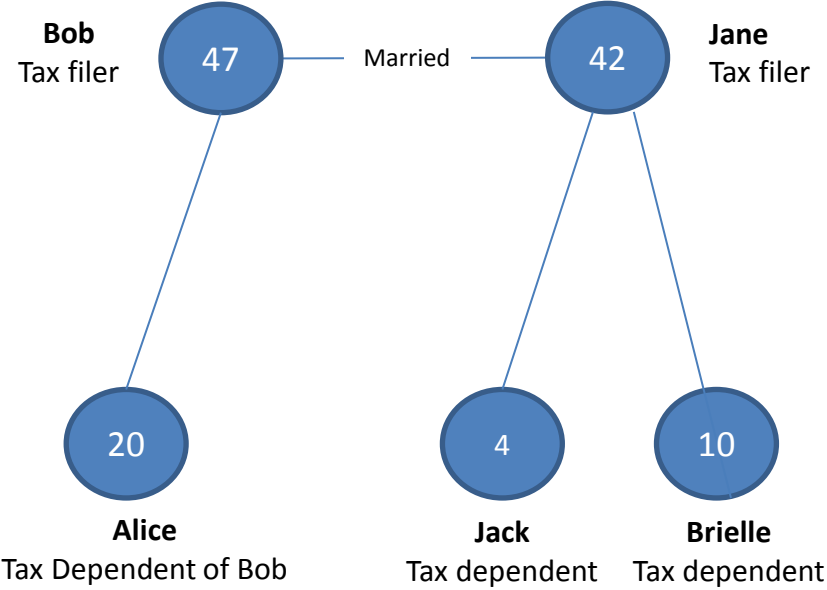 Bob
Tax filer
47
Married
42
Jane
Tax filer
20
4
10
Alice
Tax Dependent of Bob
Jack
Tax dependent
Brielle
Tax dependent